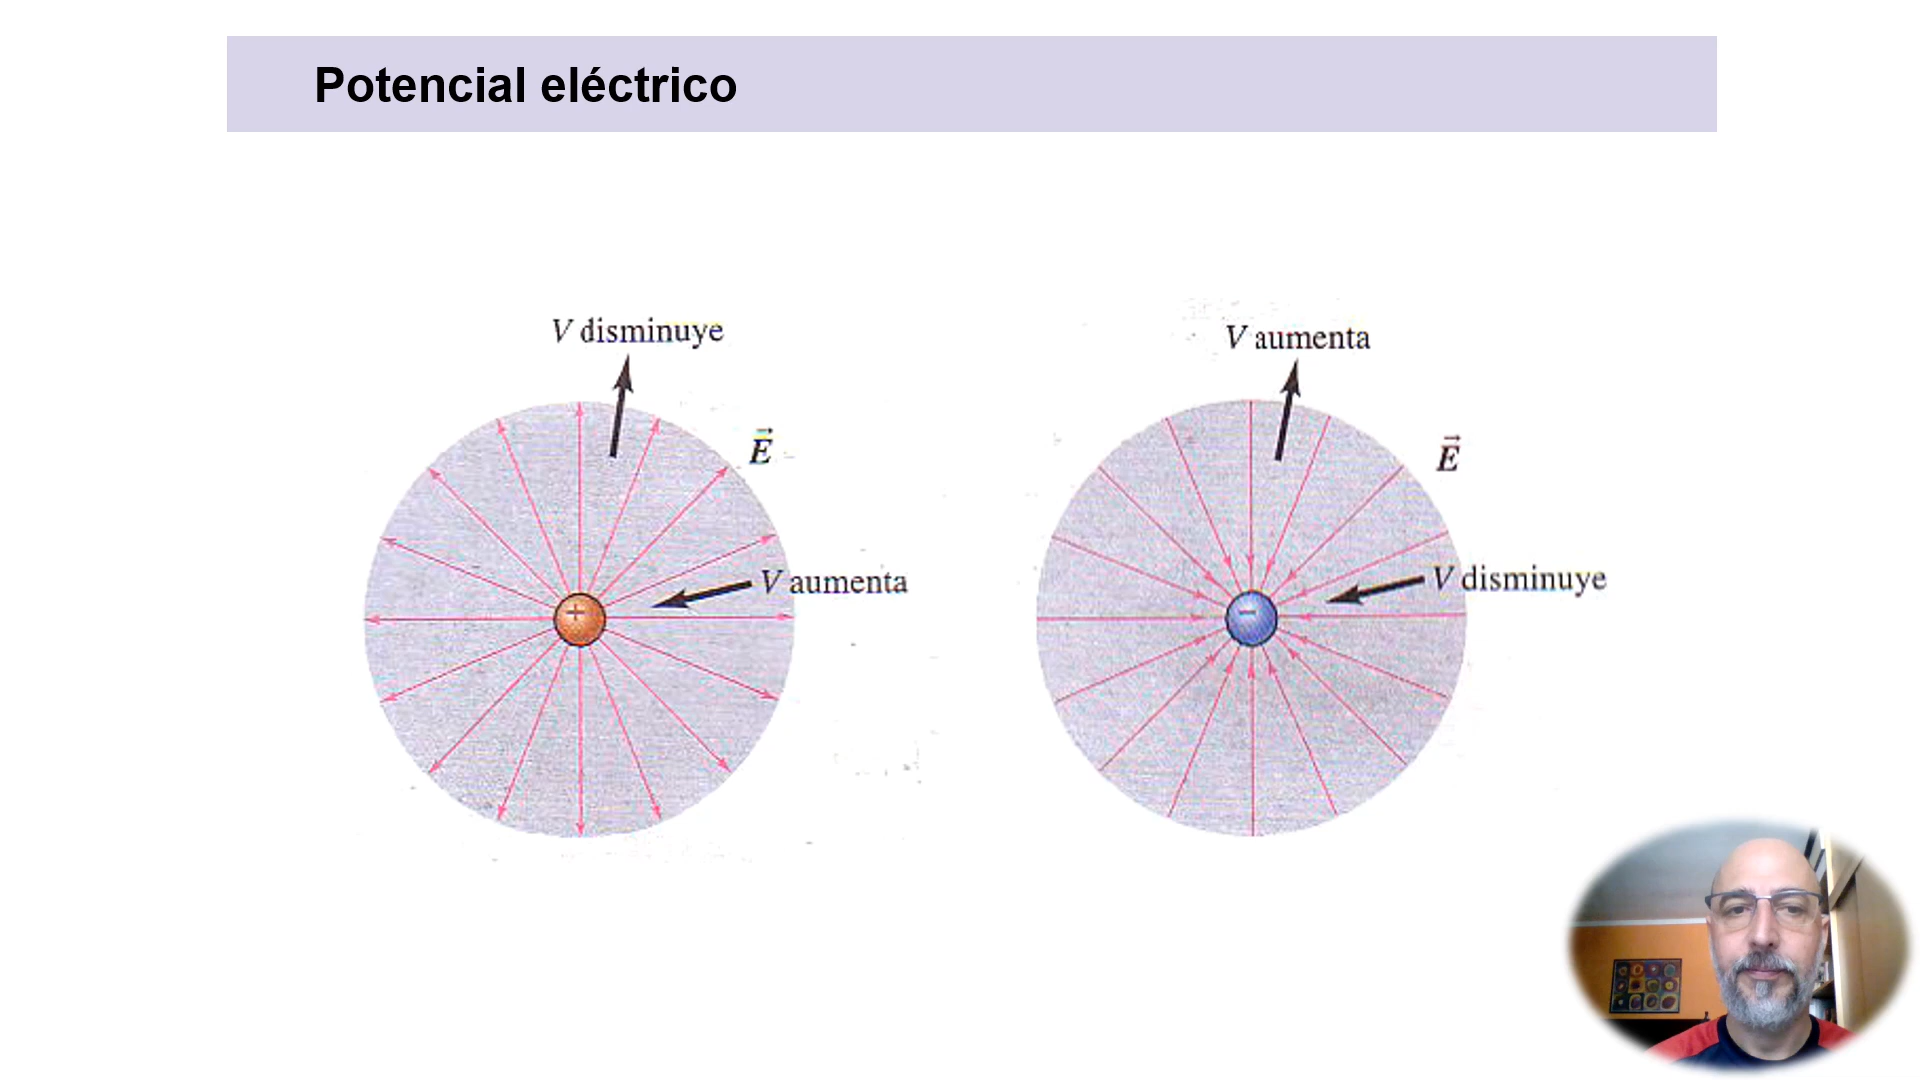 Potencial eléctrico
V disminuye
E
V aumenta
+
V aumenta
E
V disminuye
−